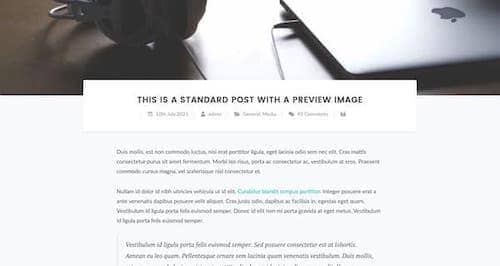 THIS IS A STANDARD POST WITH A PREVIEW IMAGE
12th July 2021 admin General, Media 43 Comments
Duis mollis, est non commodo luctus, nisi erat porttitor ligula, eget lacinia odio sem nec elit. Cras mattis
consectetur purus sit amet fermentum. Morbi leo risus, porta ac consectetur ac, vestibulum at eros. Praesent
commodo cursus magna, vel scelerisque nisl consectetur et.
Nullam id dolor id nibh ultricies vehicula ut id elit. Curabitur blandit tempus porttitor. Integer posuere erat a
ante venenatis dapibus posuere velit aliquet. Cras justo odio, dapibus ac facilisis in, egestas eget quam.
Vestibulum id ligula porta felis euismod semper. Donec id elit non mi porta gravida at eget metus. Vestibulum id ligula
porta felis euismod semper.
Vestibulum id ligula porta felis euismod semper. Sed posuere consectetur est at lobortis.
Aenean eu leo quam. Pellentesque ornare sem lacinia quam venenatis vestibulum. Duis mollis,